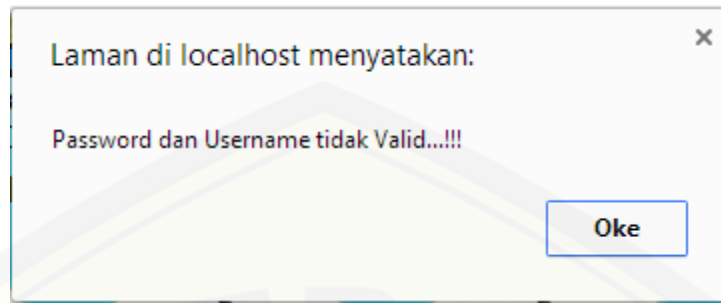 Laman di localhost menyatakan:
Password dan Username tidak Valid...!!!
Oke